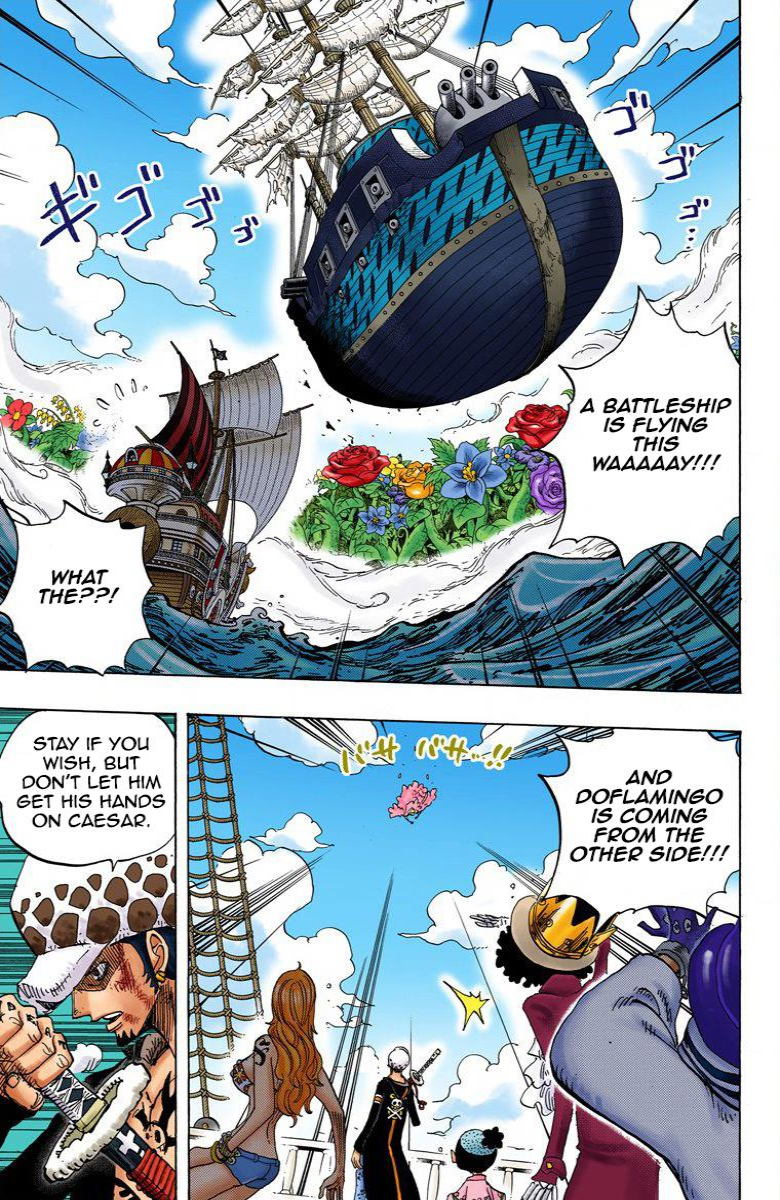 ゴゴゴ...
ギゴゴゴ
A BATTLESHIP
IS FLYING
THIS
WAAAAAY!!!
WHAT
THE??!
AND
DOFLAMINGO
IS COMING
FROM THE
OTHER SIDE!!!
バサ バサ..!!
STAY IF YOU
WISH, BUT
DON'T LET HIM
GET HIS HANDS
ON CAESAR.